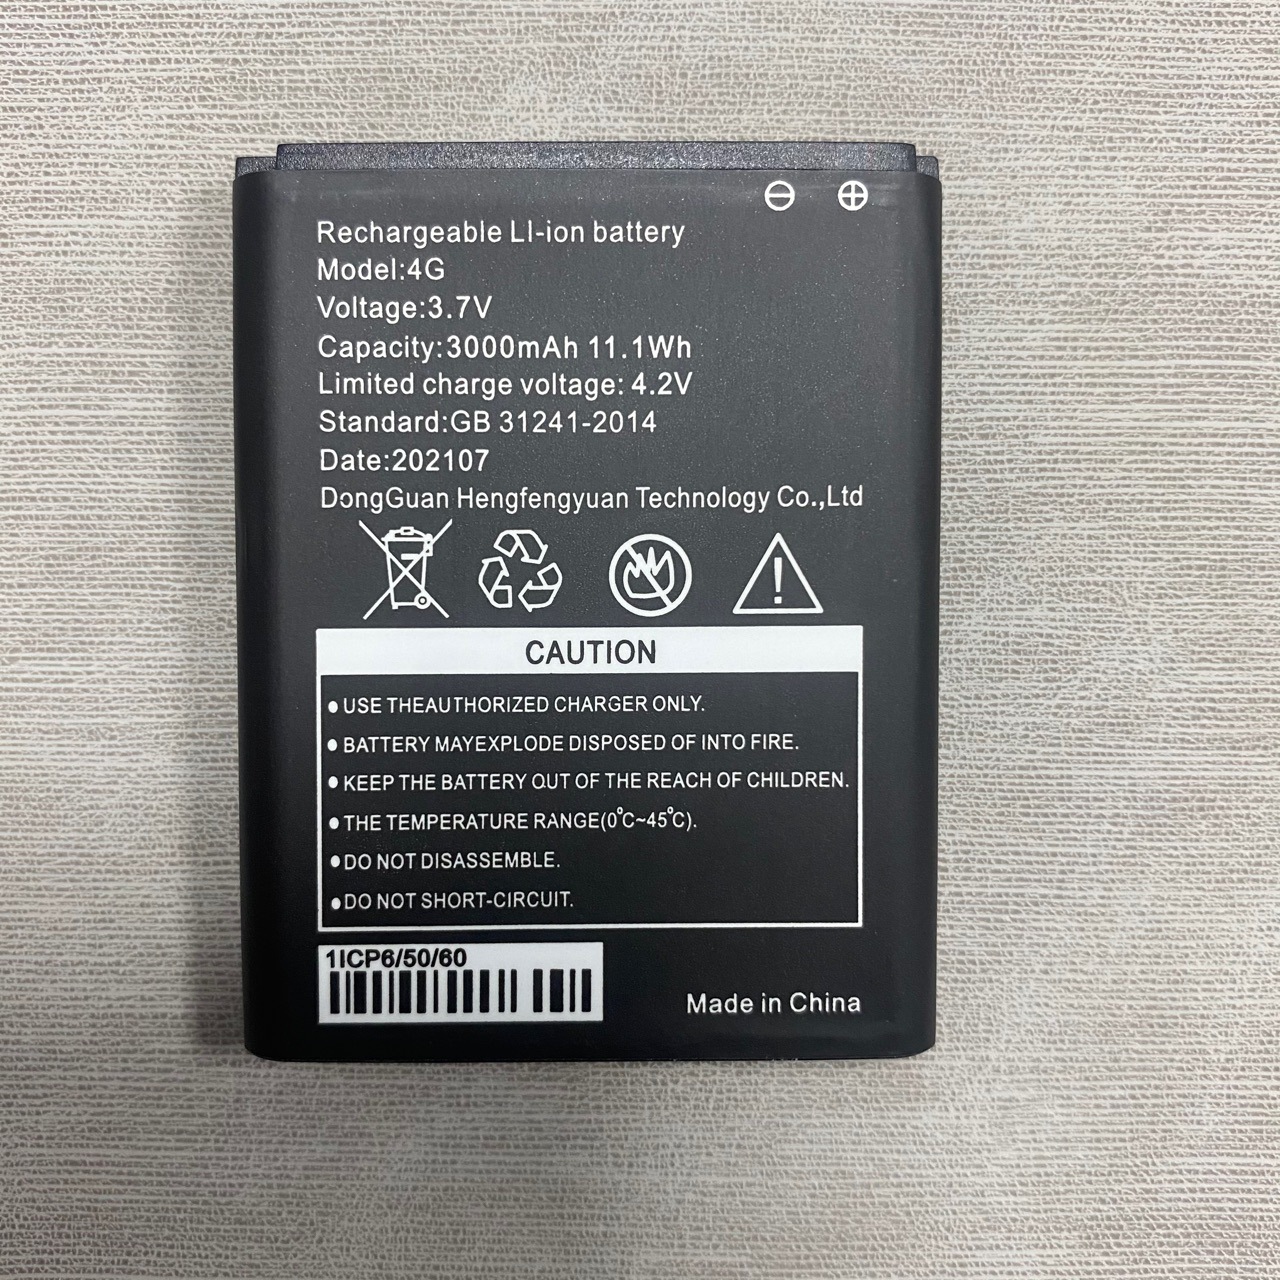 Rechargeable LI-ion battery
Model:4G
Voltage:3.7V
Capacity:3000mAh 11.1Wh
Limited charge voltage: 4.2V
Standard:GB 31241-2014
Date:202107
DongGuan Hengfengyuan Technology Co.,Ltd
CAUTION
●USE THEAUTHORIZED CHARGER ONLY.
●BATTERY MAYEXPLODE DISPOSED OF INTO FIRE.
●KEEP THE BATTERY OUT OF THE REACH OF CHILDREN.
●THE TEMPERATURE RANGE(0°C~45°C).
●DO NOT DISASSEMBLE.
●DO NOT SHORT-CIRCUIT.
1ICP6/50/60
Made in China